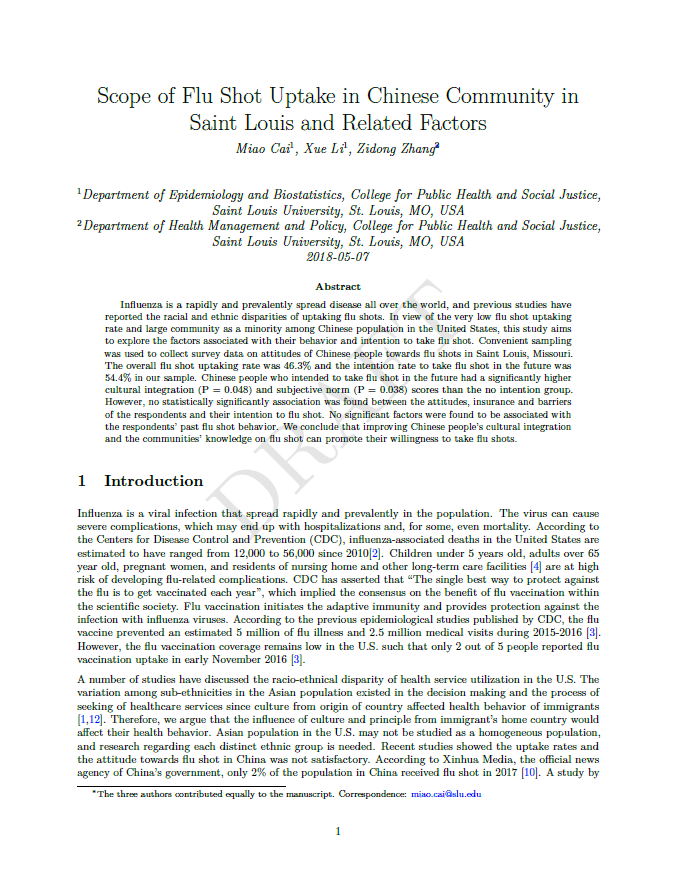 Scope of Flu Shot Uptake in Chinese Community in
Saint Louis and Related Factors
Miao Cai1, Xue Li1, Zidong Zhang2*
1Department of Epidemiology and Biostatistics, College for Public Health and Social Justice,
Saint Louis University, St. Louis, MO, USA
2Department of Health Management and Policy, College for Public Health and Social Justice,
Saint Louis University, St. Louis, MO, USA
2018-05-07
Abstract
Influenza is a rapidly and prevalently spread disease all over the world, and previous studies have
reported the racial and ethnic disparities of uptaking flu shots. In view of the very low flu shot uptaking
rate and large community as a minority among Chinese population in the United States, this study aims
to explore the factors associated with their behavior and intention to take flu shot. Convenient sampling
was used to collect survey data on attitudes of Chinese people towards flu shots in Saint Louis, Missouri.
The overall flu shot uptaking rate was 46.3% and the intention rate to take flu shot in the future was
54.4% in our sample. Chinese people who intended to take flu shot in the future had a significantly higher
cultural integration (P = 0.048) and subjective norm (P = 0.038) scores than the no intention group.
However, no statistically significantly association was found between the attitudes, insurance and barriers
of the respondents and their intention to flu shot. No significant factors were found to be associated with
the respondents' past flu shot behavior. We conclude that improving Chinese people's cultural integration
and the communities' knowledge on flu shot can promote their willingness to take flu shots.
DRAFT
1 Introduction
Influenza is a viral infection that spread rapidly and prevalently in the population. The virus can cause
severe complications, which may end up with hospitalizations and, for some, even mortality. According to
the Centers for Disease Control and Prevention (CDC), influenza-associated deaths in the United States are
estimated to have ranged from 12,000 to 56,000 since 2010[2]. Children under 5 years old, adults over 65
year old, pregnant women, and residents of nursing home and other long-term care facilities [4] are at high
risk of developing flu-related complications. CDC has asserted that "The single best way to protect against
the flu is to get vaccinated each year", which implied the consensus on the benefit of flu vaccination within
the scientific society. Flu vaccination initiates the adaptive immunity and provides protection against the
infection with influenza viruses. According to the previous epidemiological studies published by CDC, the flu
vaccine prevented an estimated 5 million of flu illness and 2.5 million medical visits during 2015-2016 [3].
However, the flu vaccination coverage remains low in the U.S. such that only 2 out of 5 people reported flu
vaccination uptake in early November 2016 [3].
A number of studies have discussed the racio-ethnical disparity of health service utilization in the U.S. The
variation among sub-ethnicities in the Asian population existed in the decision making and the process of
seeking of healthcare services since culture from origin of country affected health behavior of immigrants
[1,12]. Therefore, we argue that the influence of culture and principle from immigrant's home country would
affect their health behavior. Asian population in the U.S. may not be studied as a homogeneous population,
and research regarding each distinct ethnic group is needed. Recent studies showed the uptake rates and
the attitude towards flu shot in China was not satisfactory. According to Xinhua Media, the official news
agency of China's government, only 2% of the population in China received flu shot in 2017 [10]. A study by
*The three authors contributed equally to the manuscript. Correspondence: miao.cai@slu.edu
1